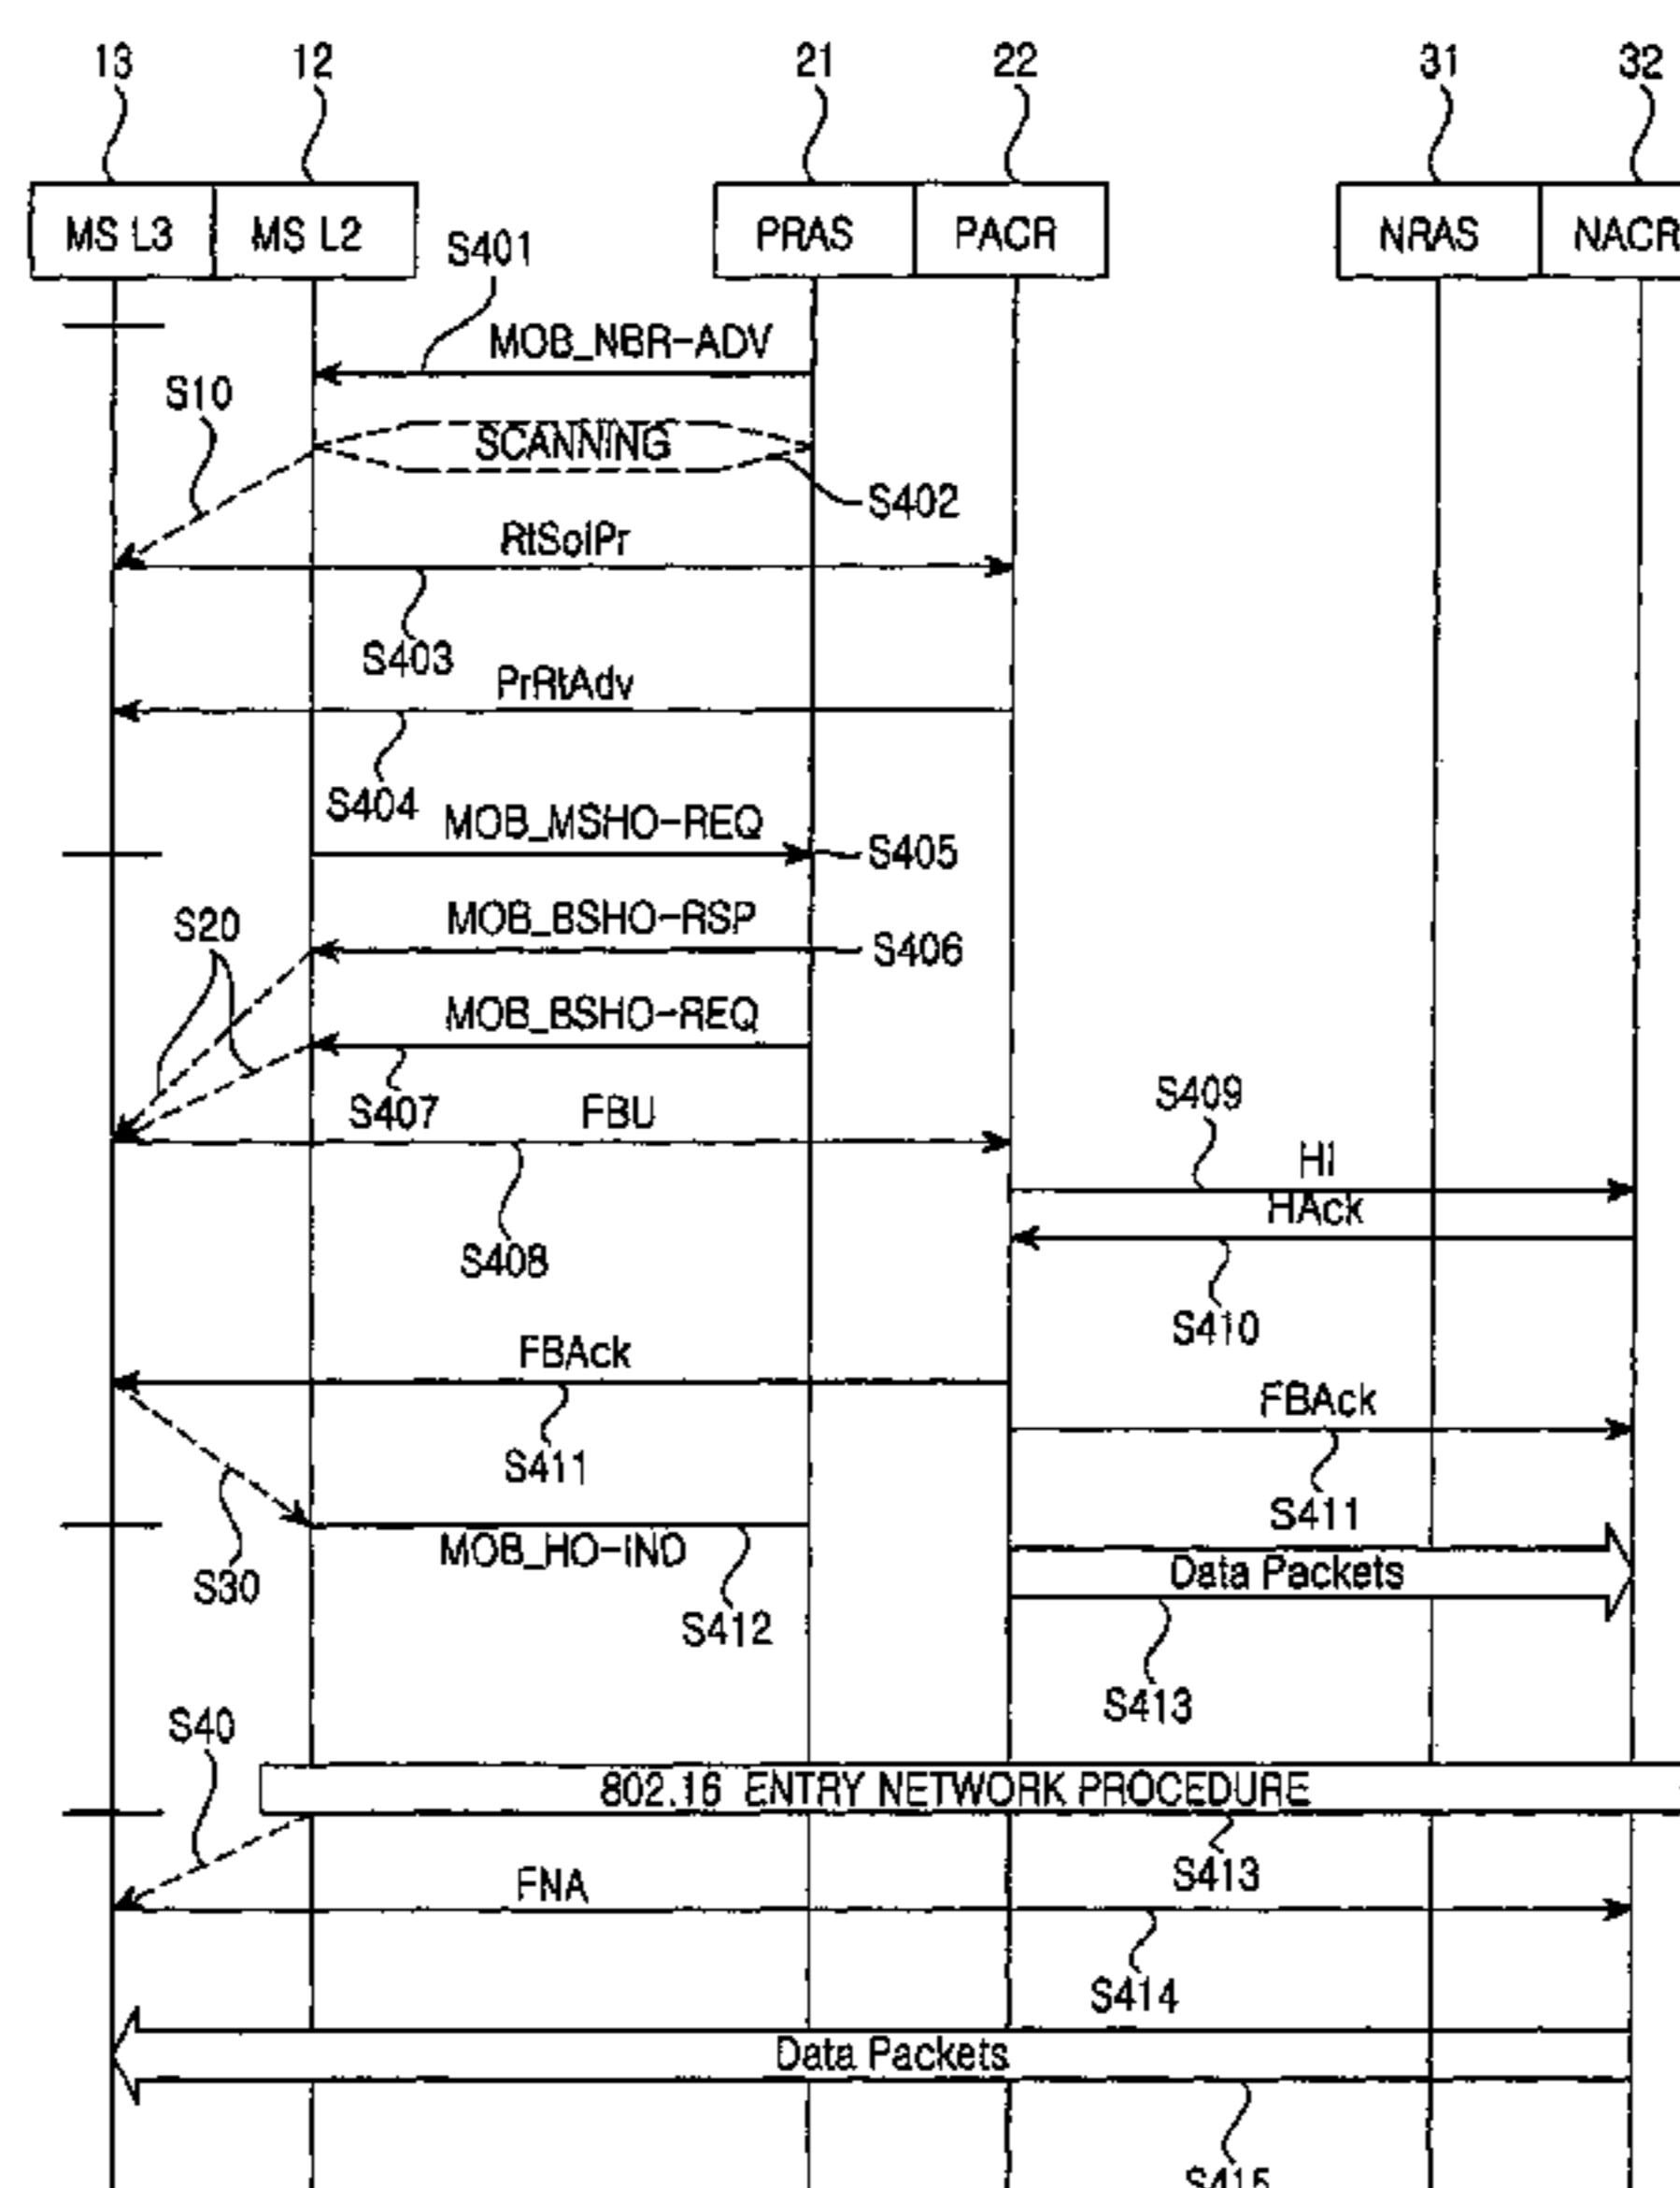 13 12 21 22 31 32
MS L3 MS L2 PRAS PACR NRAS NACR
S401
MOB_NBR-ADV
S10
SCANNING
S402
RtSolPr
S403
PrRtAdv
S404
MOB_MSHO-REQ
S405
S20
MOB_BSHO-RSP
S406
MOB_BSHO-REQ
S407
FBU
S409
HI
HAck
S408
S410
FBAck
FBAck
S411
S411
MOB_HO-IND
Data Packets
S30
S412
S413
S40
802.16 ENTRY NETWORK PROCEDURE
S413
FNA
S414
Data Packets
S415